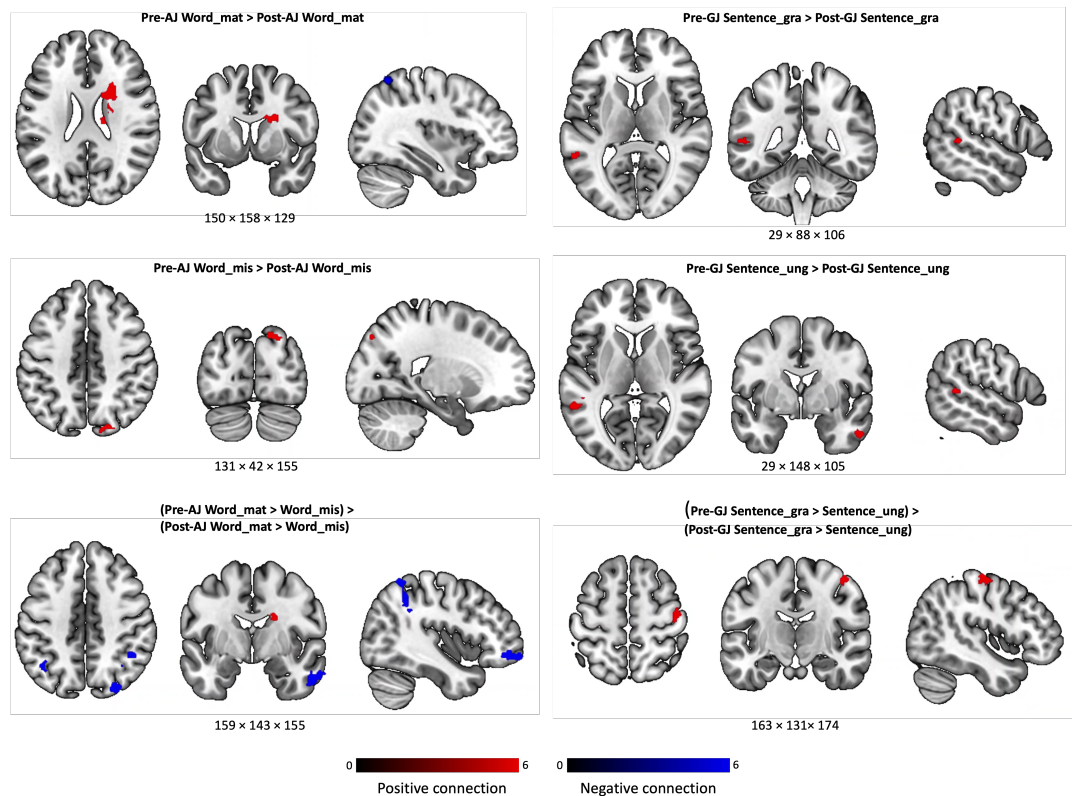 Pre-AJ Word_mat > Post-AJ Word_mat
150 × 158 × 129
Pre-GJ Sentence_gra > Post-GJ Sentence_gra
29 × 88 × 106
Pre-AJ Word_mis > Post-AJ Word_mis
131 × 42 × 155
Pre-GJ Sentence_ung > Post-GJ Sentence_ung
29 × 148 × 105
(Pre-AJ Word_mat > Word_mis) >
(Post-AJ Word_mat > Word_mis)
159 × 143 × 155
(Pre-GJ Sentence_gra > Sentence_ung) >
(Post-GJ Sentence_gra > Sentence_ung)
163 × 131× 174
0 6
Positive connection
0 6
Negative connection